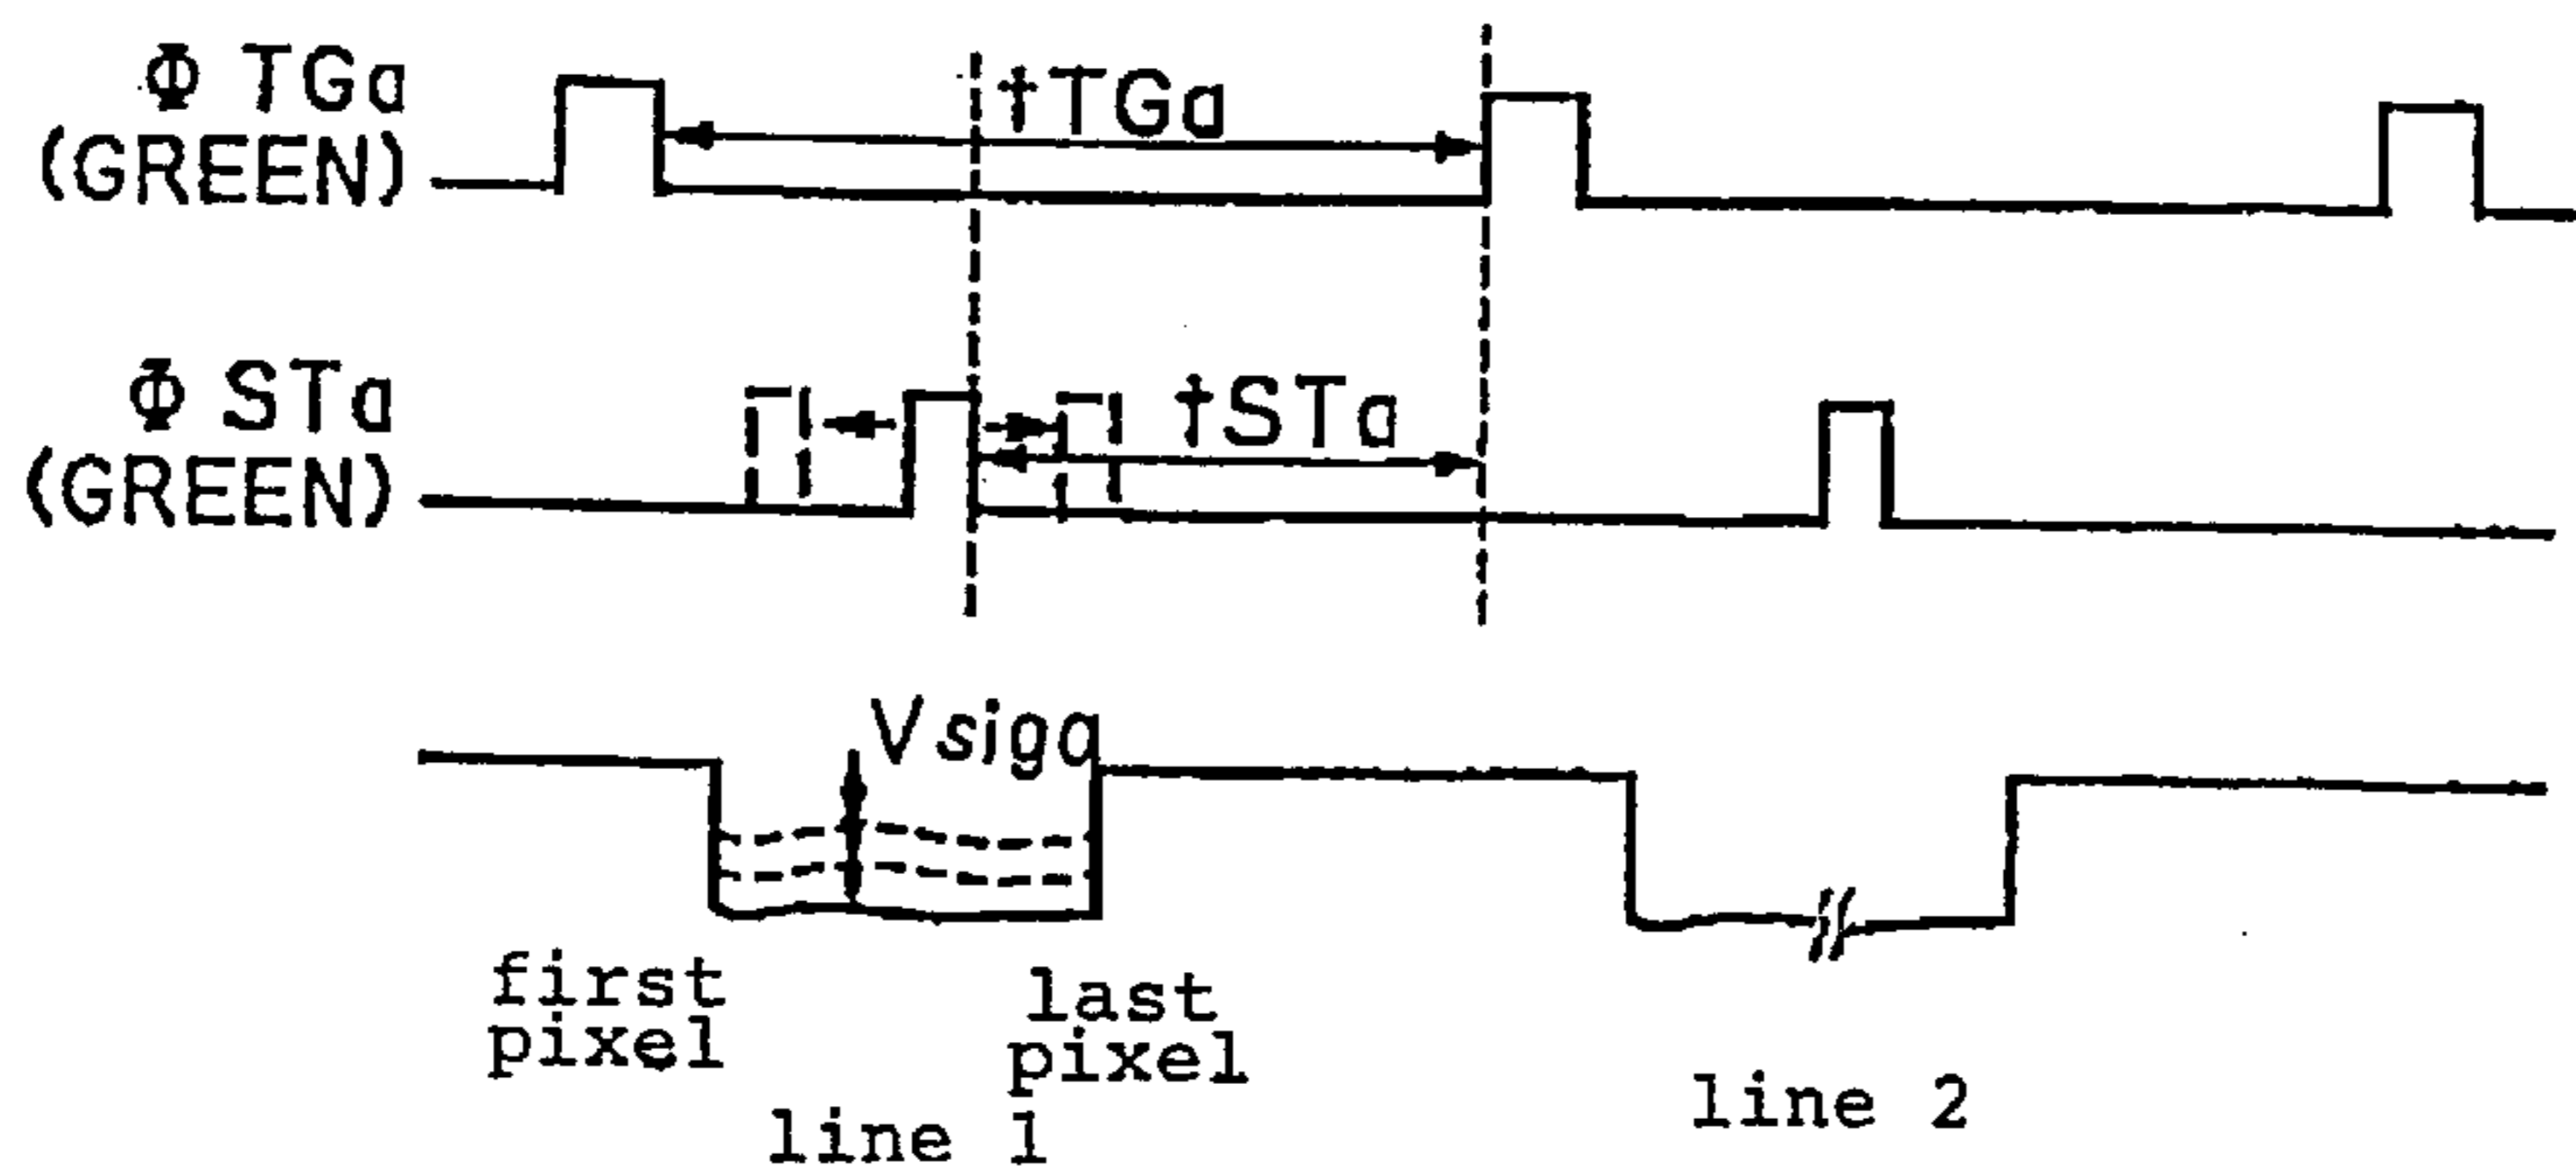 Φ TGa
(GREEN)
tTGa
Φ STa
(GREEN)
tSTa
Vsiga
first
pixel
last
pixel
line 1
line 2